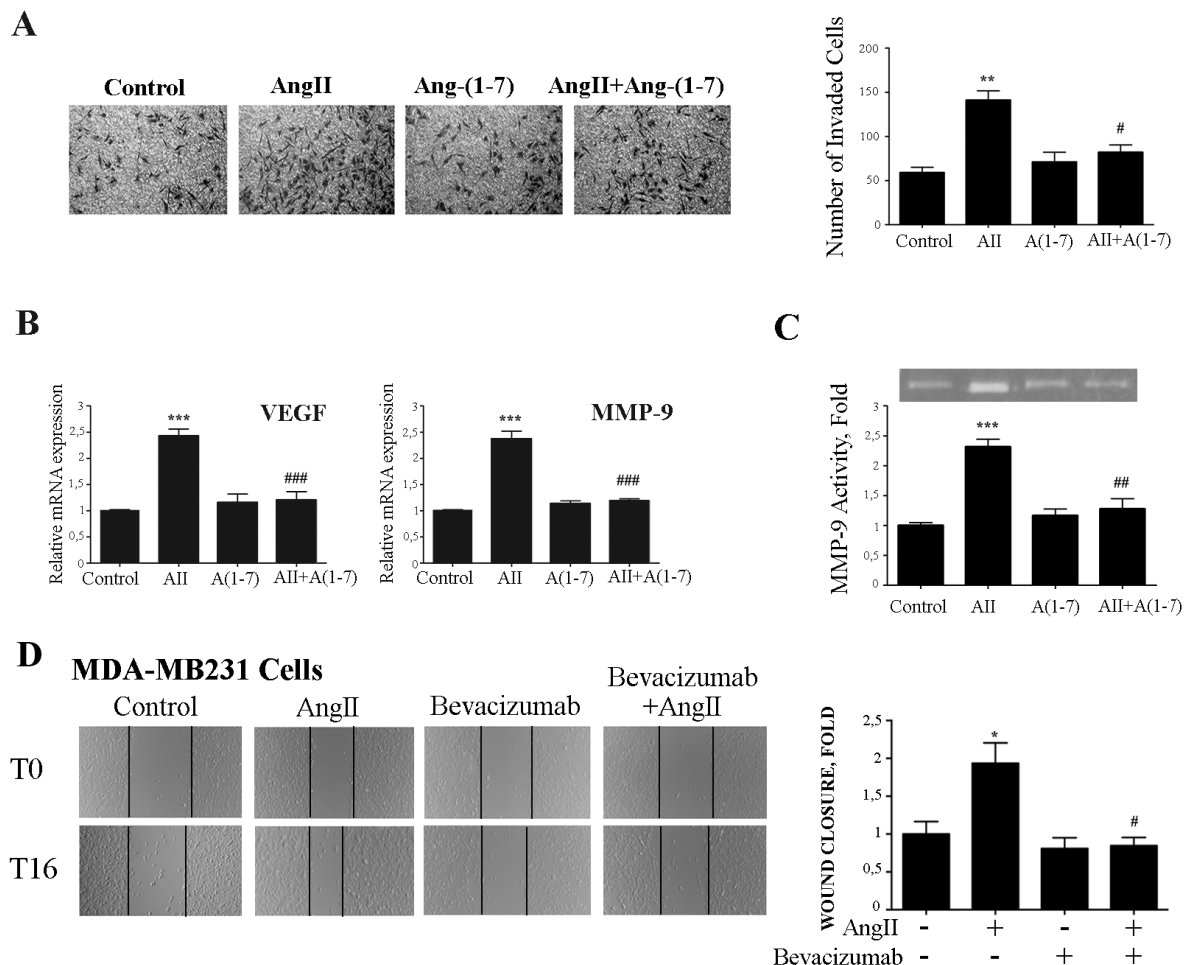 A
Control AngII Ang-(1-7) AngII+Ang-(1-7)
Number of Invaded Cells
200
150
100
50
0
**
#
Control AII A(1-7) AII+A(1-7)
B
Relative mRNA expression
3
2,5
2
1,5
1
0,5
0
VEGF
***
###
Control AII A(1-7) AII+A(1-7)
Relative mRNA expression
3
2,5
2
1,5
1
0,5
0
MMP-9
***
###
Control AII A(1-7) AII+A(1-7)
C
MMP-9 Activity, Fold
3
2,5
2
1,5
1
0,5
0
***
##
Control AII A(1-7) AII+A(1-7)
D
MDA-MB231 Cells
Control AngII Bevacizumab Bevacizumab
+AngII
T0
T16
WOUND CLOSURE, FOLD
2,5
2
1,5
1
0,5
0
*
#
AngII - + - +
Bevacizumab - - + +